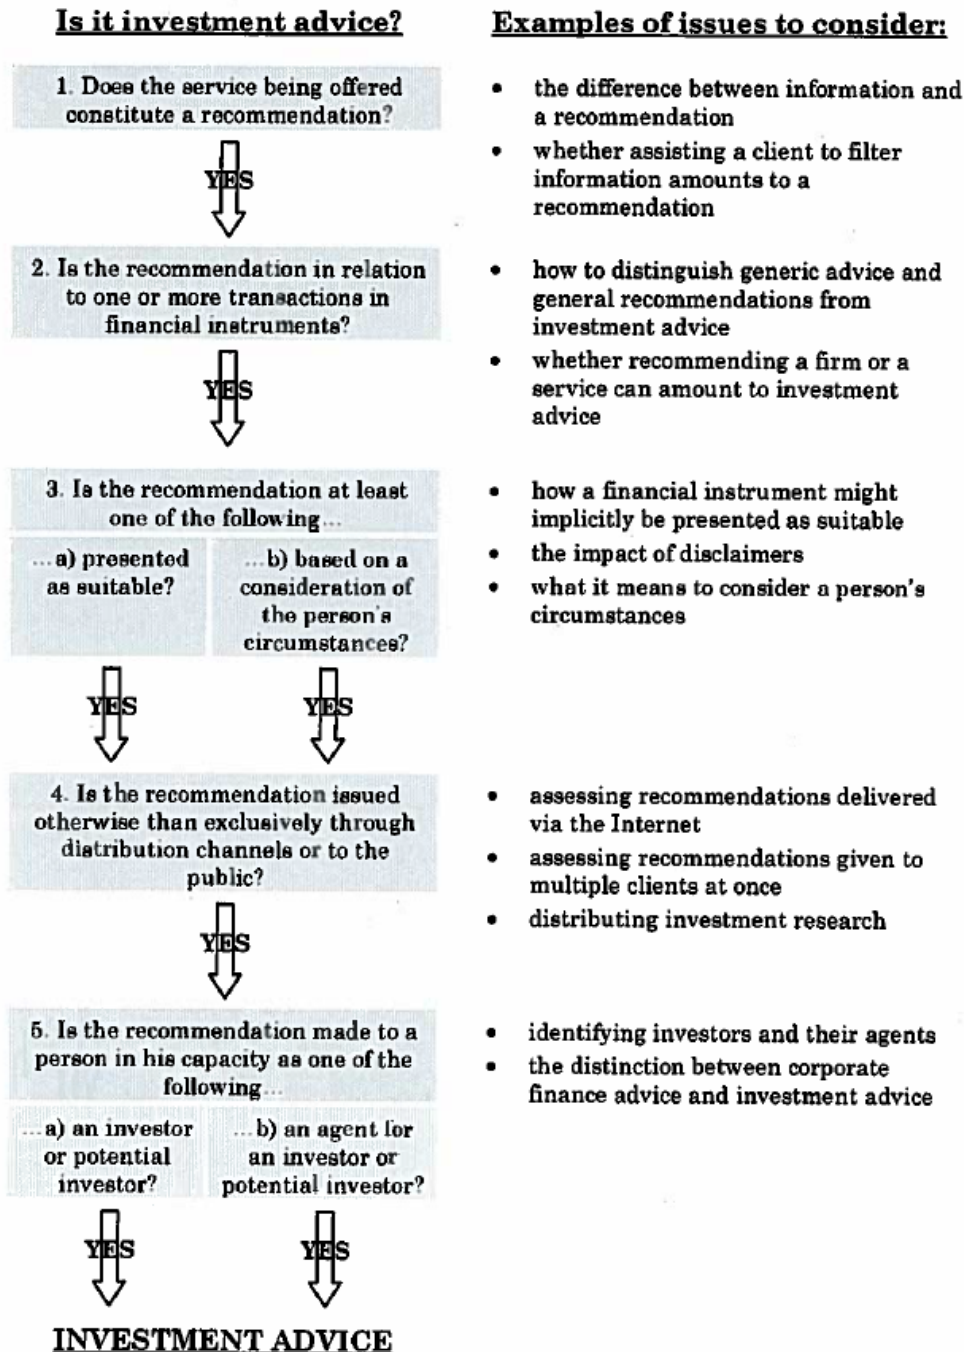 Is it investment advice?
1. Does the service being offered
constitute a recommendation?
YES
2. Is the recommendation in relation
to one or more transactions in
financial instruments?
YES
3. Is the recommendation at least
one of the following...
...a) presented
as suitable?
...b) based on a
consideration of
the person's
circumstances?
YES
YES
4. Is the recommendation issued
otherwise than exclusively through
distribution channels or to the
public?
YES
5. Is the recommendation made to a
person in his capacity as one of the
following...
...a) an investor
or potential
investor?
...b) an agent for
an investor or
potential investor?
YES
YES
INVESTMENT ADVICE
Examples of issues to consider:
• the difference between information and
a recommendation
• whether assisting a client to filter
information amounts to a
recommendation
• how to distinguish generic advice and
general recommendations from
investment advice
• whether recommending a firm or a
service can amount to investment
advice
• how a financial instrument might
implicitly be presented as suitable
• the impact of disclaimers
• what it means to consider a person's
circumstances
• assessing recommendations delivered
via the Internet
• assessing recommendations given to
multiple clients at once
• distributing investment research
• identifying investors and their agents
• the distinction between corporate
finance advice and investment advice